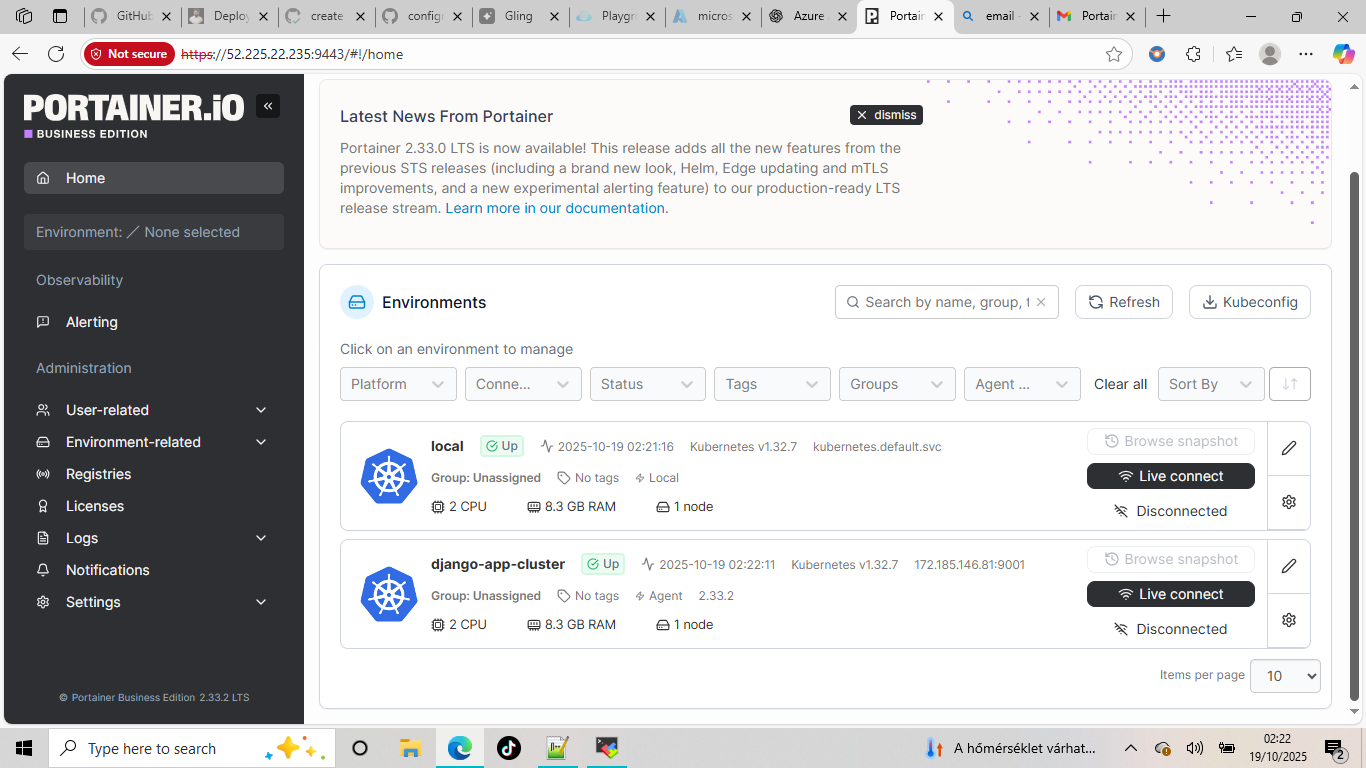 GitHub
Deploy
create
config
Gling
Playgr
micros
Azure
Portain
email -
Portain
Not secure
https://52.225.22.235:9443/#!/home
PORTAINER.iO
BUSINESS EDITION
Home
Environment: None selected
Observability
Alerting
Administration
User-related
Environment-related
Registries
Licenses
Logs
Notifications
Settings
© Portainer Business Edition 2.33.2 LTS
Latest News From Portainer
dismiss
Portainer 2.33.0 LTS is now available! This release adds all the new features from the
previous STS releases (including a brand new look, Helm, Edge updating and mTLS
improvements, and a new experimental alerting feature) to our production-ready LTS
release stream. Learn more in our documentation.
Environments
Search by name, group, t
Refresh
Kubeconfig
Click on an environment to manage
Platform
Conne...
Status
Tags
Groups
Agent ...
Clear all
Sort By
local Up 2025-10-19 02:21:16 Kubernetes v1.32.7 kubernetes.default.svc
Group: Unassigned No tags Local
2 CPU 8.3 GB RAM 1 node
Browse snapshot
Live connect
Disconnected
django-app-cluster Up 2025-10-19 02:22:11 Kubernetes v1.32.7 172.185.146.81:9001
Group: Unassigned No tags Agent 2.33.2
2 CPU 8.3 GB RAM 1 node
Browse snapshot
Live connect
Disconnected
Items per page 10
Type here to search
A hőmérséklet várhat...
02:22
19/10/2025
2